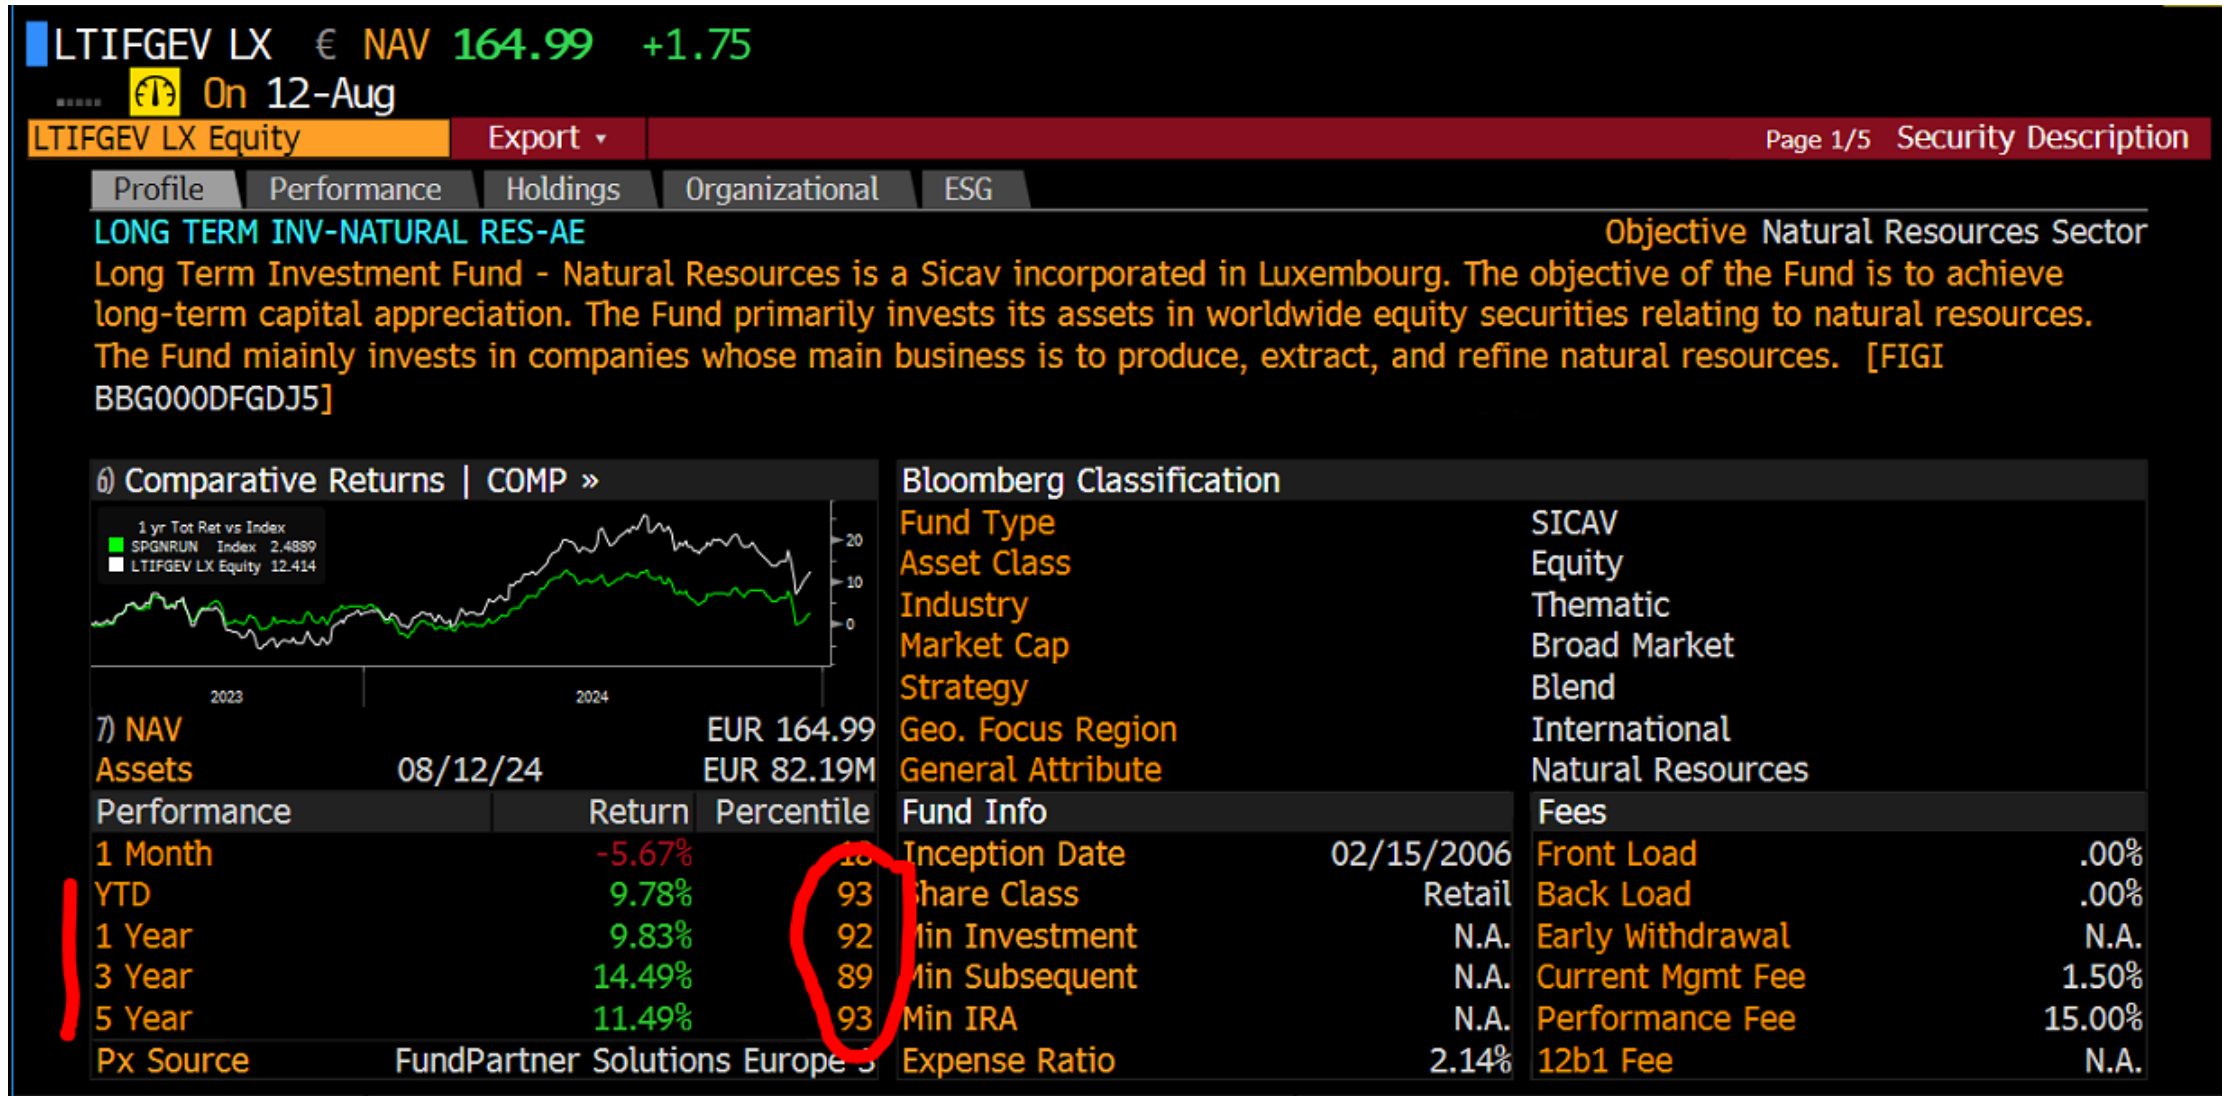 LTIFGEV LX € NAV 164.99 +1.75
On 12-Aug
LTIFGEV LX Equity Export Page 1/5 Security Description
Profile Performance Holdings Organizational ESG
LONG TERM INV-NATURAL RES-AE Objective Natural Resources Sector
Long Term Investment Fund - Natural Resources is a Sicav incorporated in Luxembourg. The objective of the Fund is to achieve
long-term capital appreciation. The Fund primarily invests its assets in worldwide equity securities relating to natural resources.
The Fund miainly invests in companies whose main business is to produce, extract, and refine natural resources. [FIGI
BBG000DFGDJ5]
6) Comparative Returns | COMP »
1 yr Tot Ret vs Index
SPGNRUN Index 2.4889
LTIFGEV LX Equity 12.414
20
10
0
2023 2024
7) NAV EUR 164.99
Assets 08/12/24 EUR 82.19M
Performance Return Percentile
1 Month -5.67% 18
YTD 9.78% 93
1 Year 9.83% 92
3 Year 14.49% 89
5 Year 11.49% 93
Px Source FundPartner Solutions Europe S
Bloomberg Classification
Fund Type SICAV
Asset Class Equity
Industry Thematic
Market Cap Broad Market
Strategy Blend
Geo. Focus Region International
General Attribute Natural Resources
Fund Info
Inception Date 02/15/2006
Share Class Retail
Min Investment N.A.
Min Subsequent N.A.
Min IRA N.A.
Expense Ratio 2.14%
Fees
Front Load .00%
Back Load .00%
Early Withdrawal N.A.
Current Mgmt Fee 1.50%
Performance Fee 15.00%
12b1 Fee N.A.